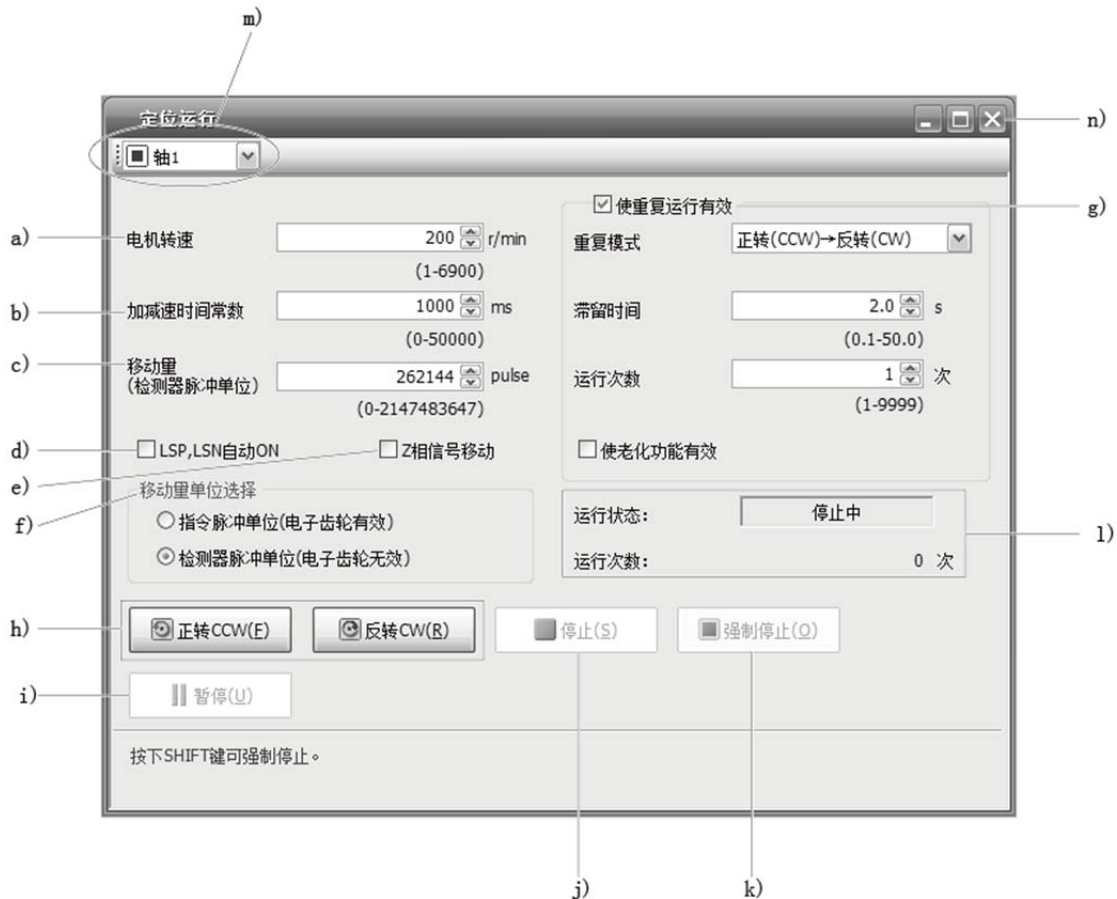 m)
定位运行
n)
轴1
使重复运行有效
g)
a)
电机转速
200
r/min
(1-6900)
重复模式
正转(CCW)→反转(CW)
b)
加减速时间常数
1000
ms
(0-50000)
滞留时间
2.0
s
(0.1-50.0)
c)
移动量
(检测器脉冲单位)
262144
pulse
(0-2147483647)
运行次数
1
次
(1-9999)
d)
LSP,LSN自动ON
Z相信号移动
使老化功能有效
e)
f)
移动量单位选择
指令脉冲单位(电子齿轮有效)
检测器脉冲单位(电子齿轮无效)
运行状态:
停止中
运行次数:
0
次
l)
h)
正转CCW(F)
反转CW(R)
停止(S)
强制停止(O)
i)
暂停(U)
按下SHIFT键可强制停止。
j)
k)